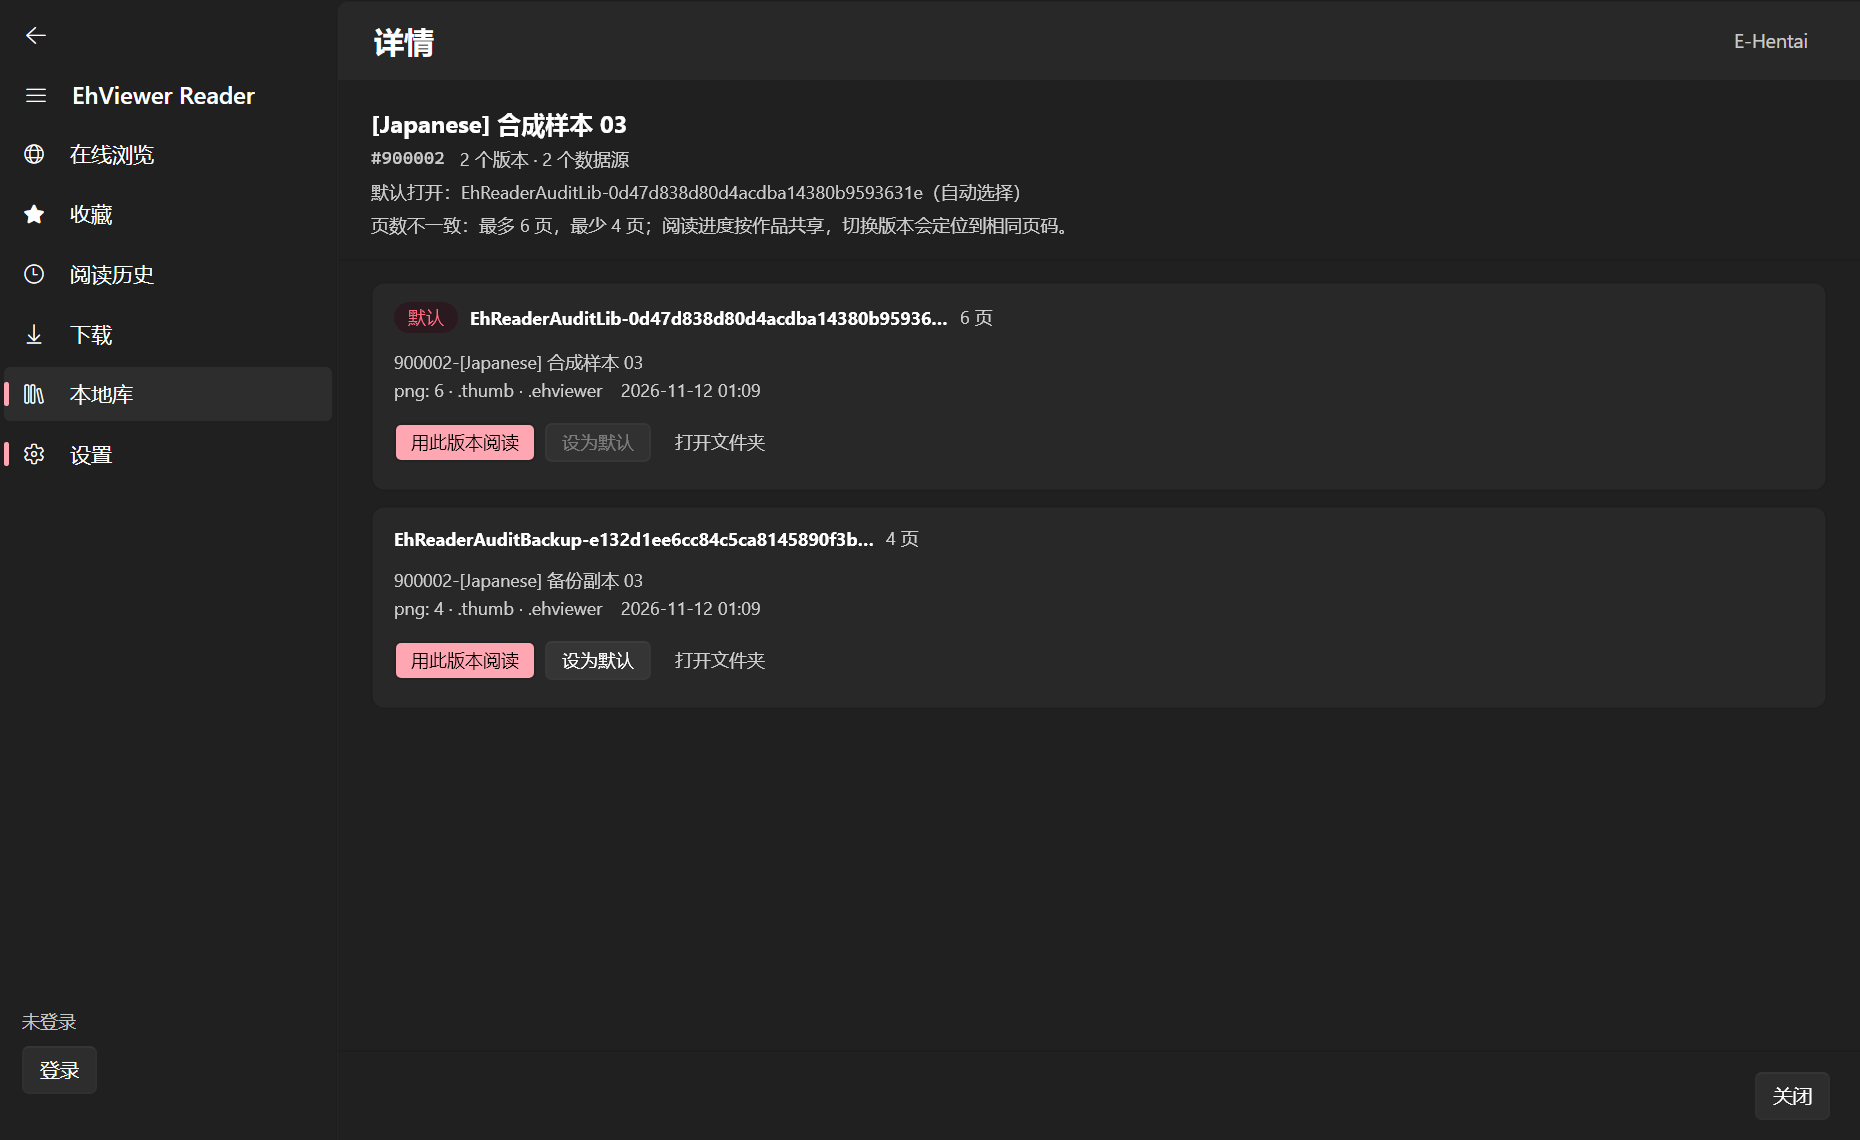 EhViewer Reader
在线浏览
收藏
阅读历史
下载
本地库
设置
未登录
登录
详情
E-Hentai
[Japanese] 合成样本 03
#900002 2 个版本 · 2 个数据源
默认打开：EhReaderAuditLib-0d47d838d80d4acdba14380b9593631e（自动选择）
页数不一致：最多 6 页，最少 4 页；阅读进度按作品共享，切换版本会定位到相同页码。
默认 EhReaderAuditLib-0d47d838d80d4acdba14380b95936... 6 页
900002-[Japanese] 合成样本 03
png: 6 · .thumb · .ehviewer 2026-11-12 01:09
用此版本阅读 设为默认 打开文件夹
EhReaderAuditBackup-e132d1ee6cc84c5ca8145890f3b... 4 页
900002-[Japanese] 备份副本 03
png: 4 · .thumb · .ehviewer 2026-11-12 01:09
用此版本阅读 设为默认 打开文件夹
关闭